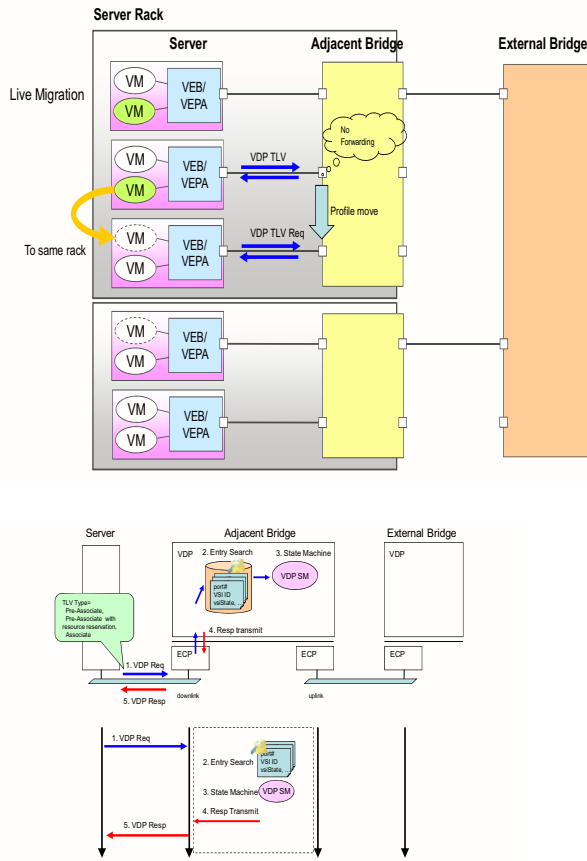 Server Rack
Server
Adjacent Bridge
External Bridge
Live Migration
VM
VM
VEB/
VEPA
No
Forwarding
VM
VM
VEB/
VEPA
VDP TLV
Profile move
To same rack
VM
VM
VEB/
VEPA
VDP TLV Req
VM
VM
VEB/
VEPA
VM
VM
VEB/
VEPA
Server
Adjacent Bridge
External Bridge
VDP
2. Entry Search
3. State Machine
VDP
port#
VSI ID
vsiState, ...
VDP SM
TLV Type=
Pre-Associate,
Pre-Associate with
resource reservation,
Associate
4. Resp transmit
ECP
ECP
ECP
1. VDP Req
5. VDP Resp
downlink
uplink
1. VDP Req
2. Entry Search
port#
VSI ID
vsiState, ...
3. State Machine
VDP SM
4. Resp Transmit
5. VDP Resp